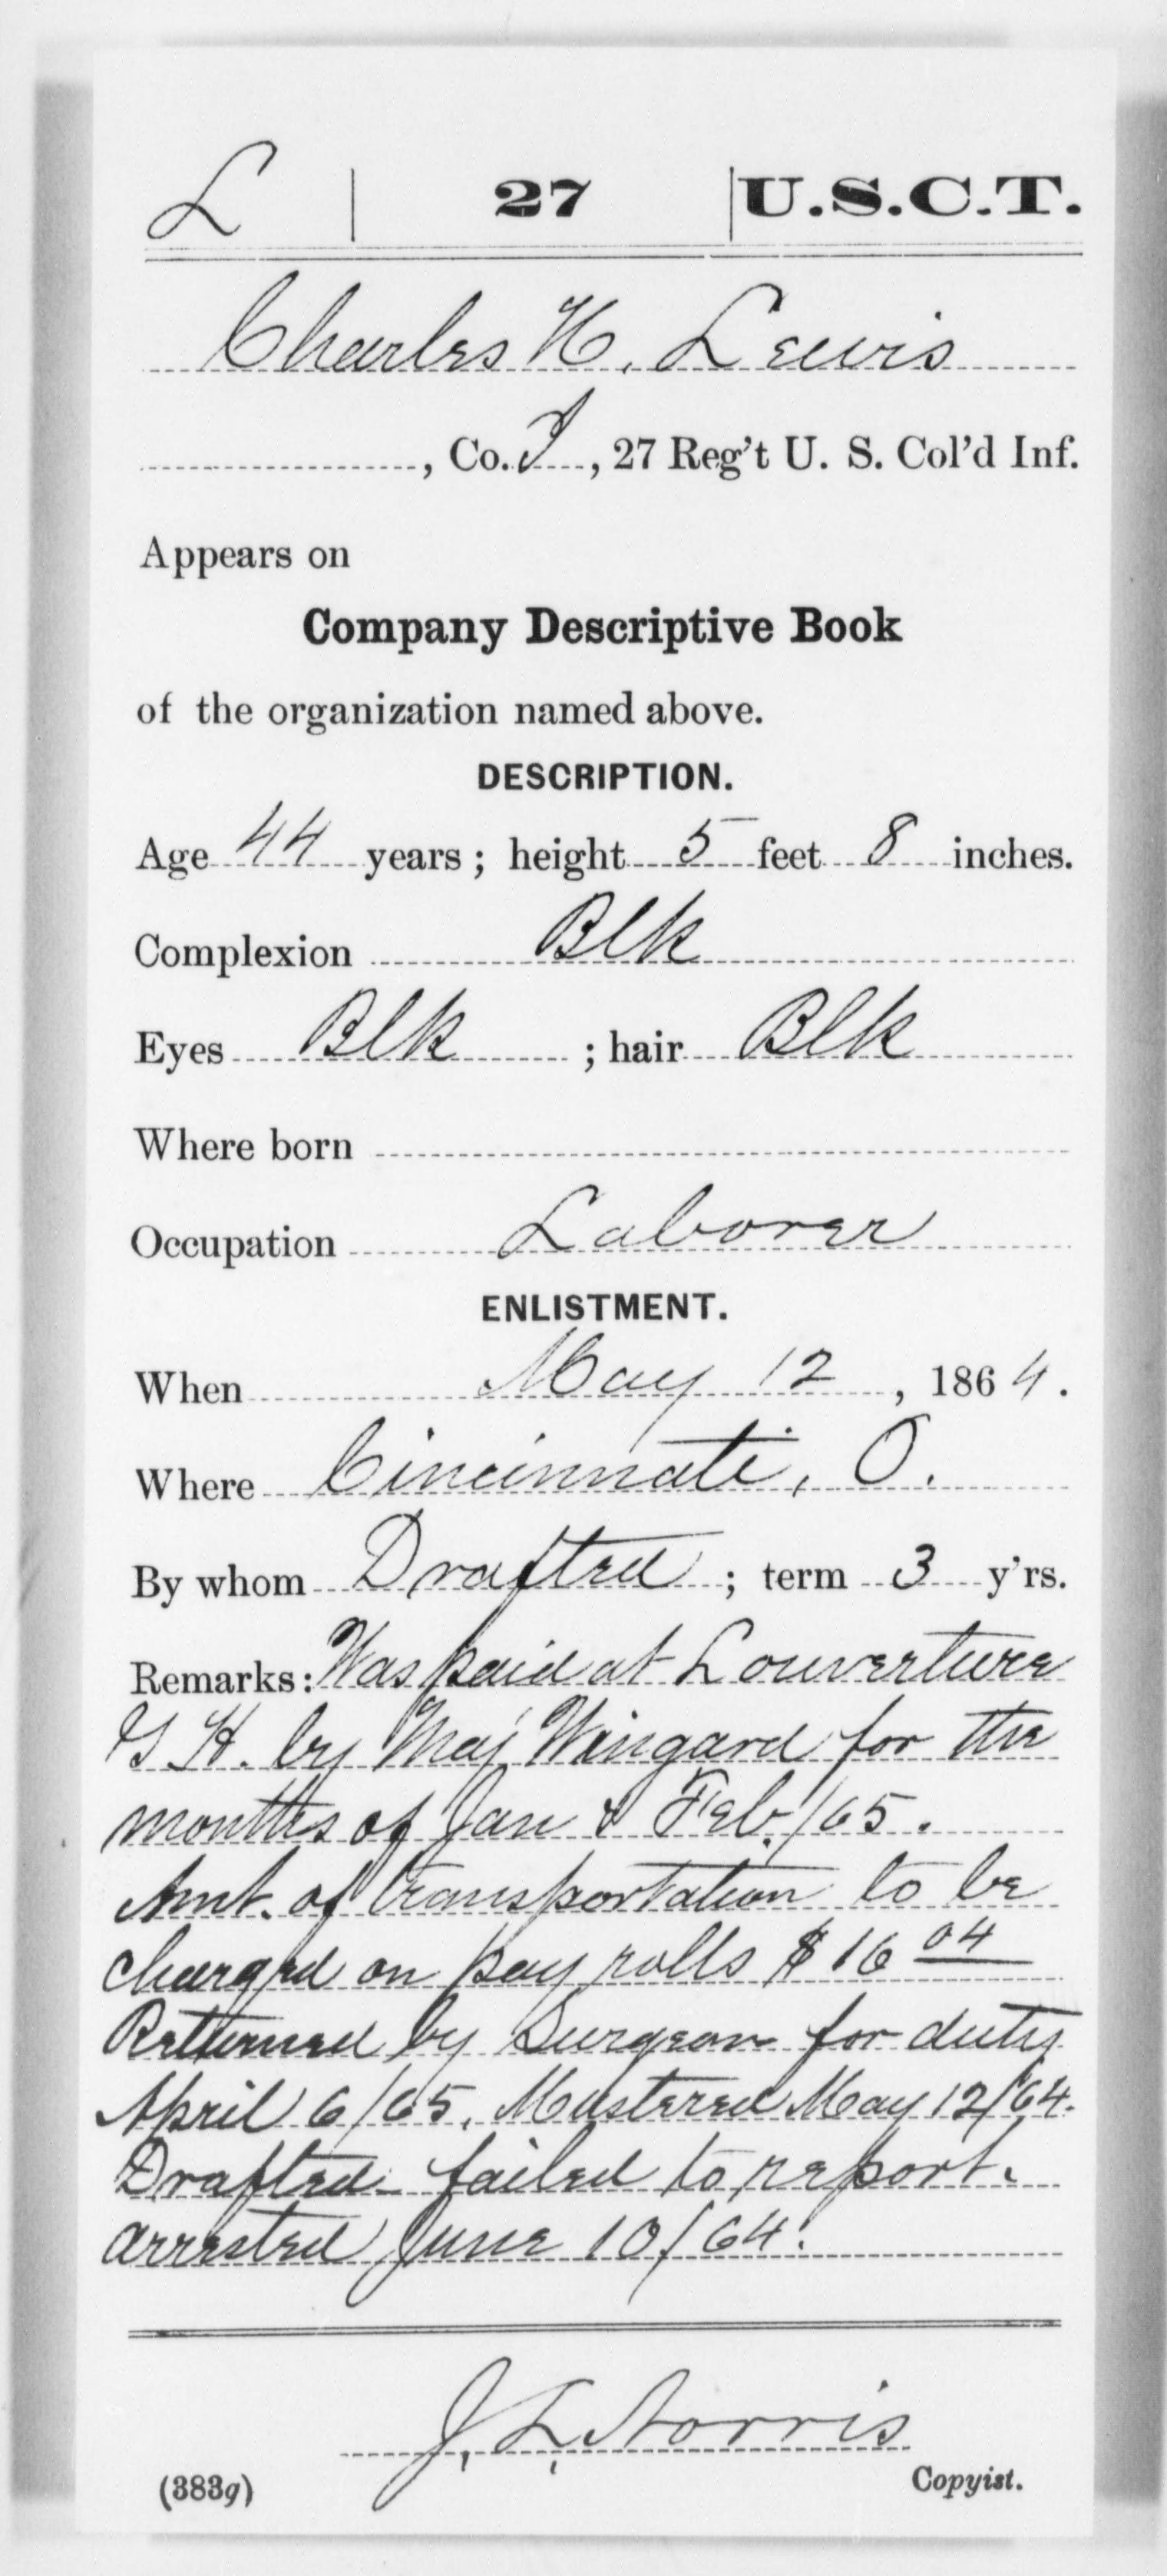 L | 27 | U.S.C.T.
Charles H. Lewis
, Co. I, 27 Reg't U. S. Col'd Inf.
Appears on
Company Descriptive Book
of the organization named above.
DESCRIPTION.
Age 44 years; height 5 feet 8 inches.
Complexion Blk
Eyes Blk ; hair Blk
Where born
Occupation Laborer
ENLISTMENT.
When May 12, 1864.
Where Cincinnati, O.
By whom Drafted ; term 3 y'rs.
Remarks: Was paid at Louverture
G H. by Maj Wingard for the
months of Jan & Feb. /65.
Amt. of transportation to be
charged on pay rolls $16 04
Returned by Surgeon for duty
April 6/65. Mustered May 12/64.
Drafted failed to report.
arrested June 10/64.
J. L. Norris
(383g) Copyist.